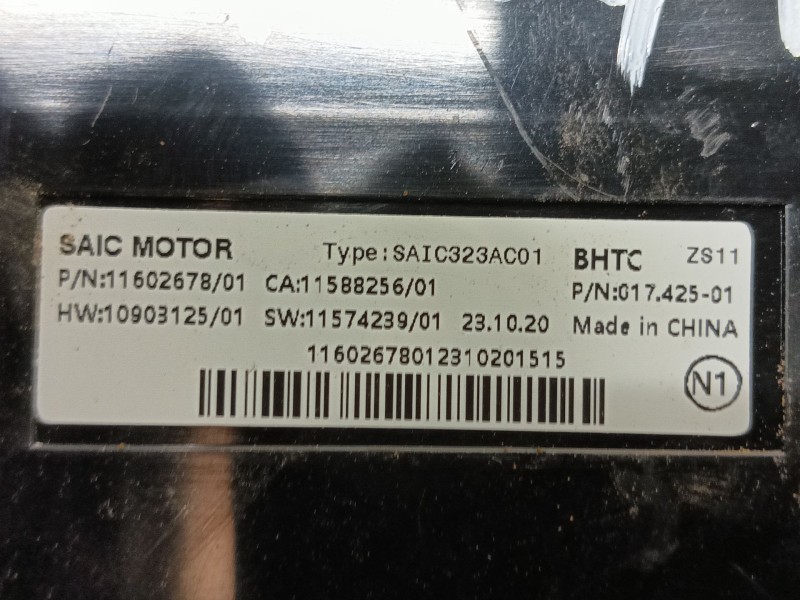 SAIC MOTOR Type:SAIC323AC01 BHTC ZS11
P/N:11602678/01 CA:11588256/01 P/N:017.425-01
HW:10903125/01 SW:11574239/01 23.10.20 Made in CHINA
11602678012310201515
N1